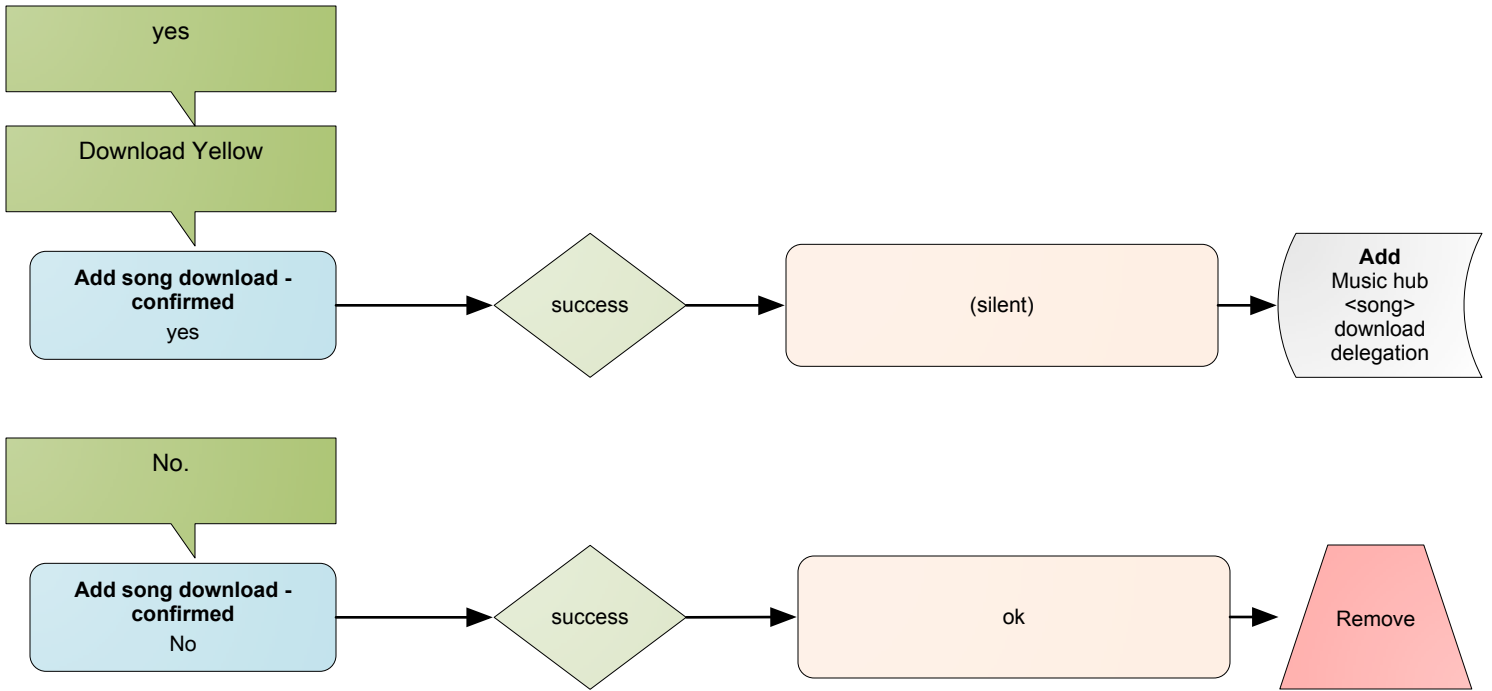 yes
Download Yellow
Add song download -
confirmed
yes
success
(silent)
Add
Music hub
<song>
download
delegation
No.
Add song download -
confirmed
No
success
ok
Remove